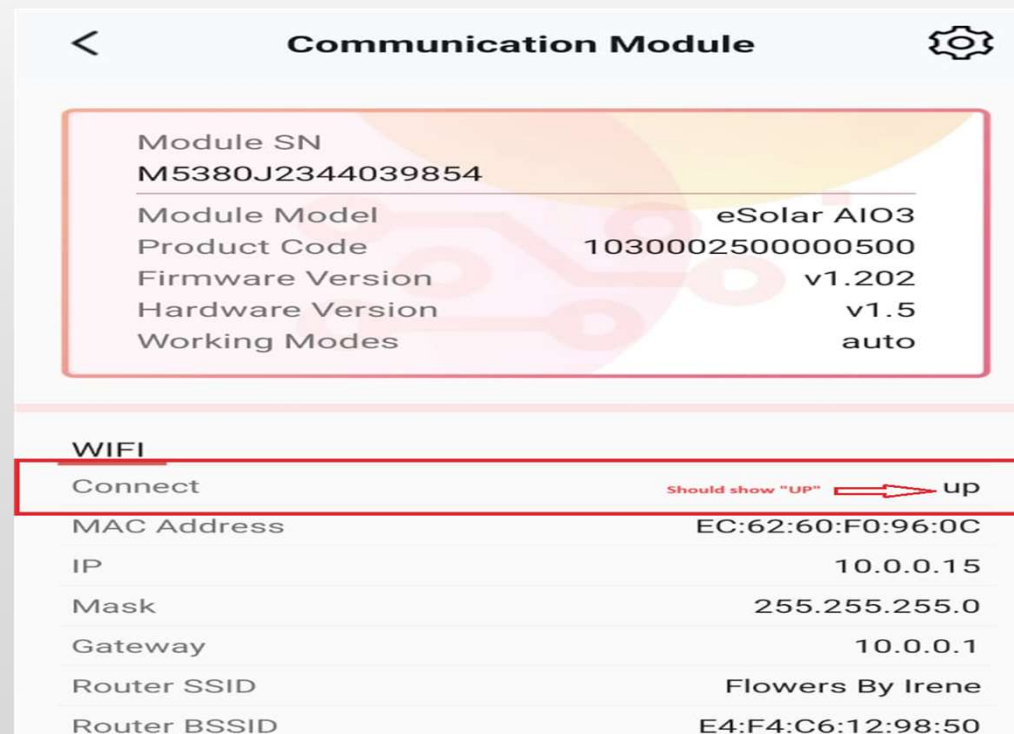 Communication Module
Module SN
M5380J2344039854
Module Model eSolar AIO3
Product Code 1030002500000500
Firmware Version v1.202
Hardware Version v1.5
Working Modes auto
WIFI
Connect Should show "UP" up
MAC Address EC:62:60:F0:96:0C
IP 10.0.0.15
Mask 255.255.255.0
Gateway 10.0.0.1
Router SSID Flowers By Irene
Router BSSID E4:F4:C6:12:98:50